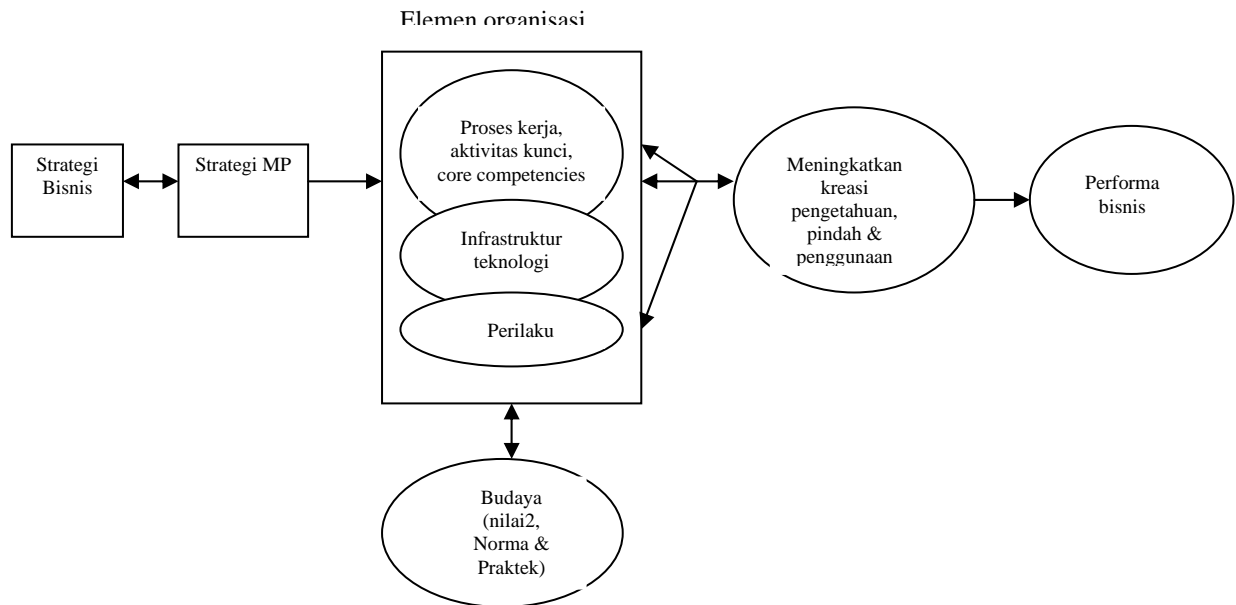 Elemen organisasi
Strategi
Bisnis
Strategi MP
Proses kerja,
aktivitas kunci,
core competencies
Infrastruktur
teknologi
Perilaku
Meningkatkan
kreasi
pengetahuan,
pindah &
penggunaan
Performa
bisnis
Budaya
(nilai2,
Norma &
Praktek)